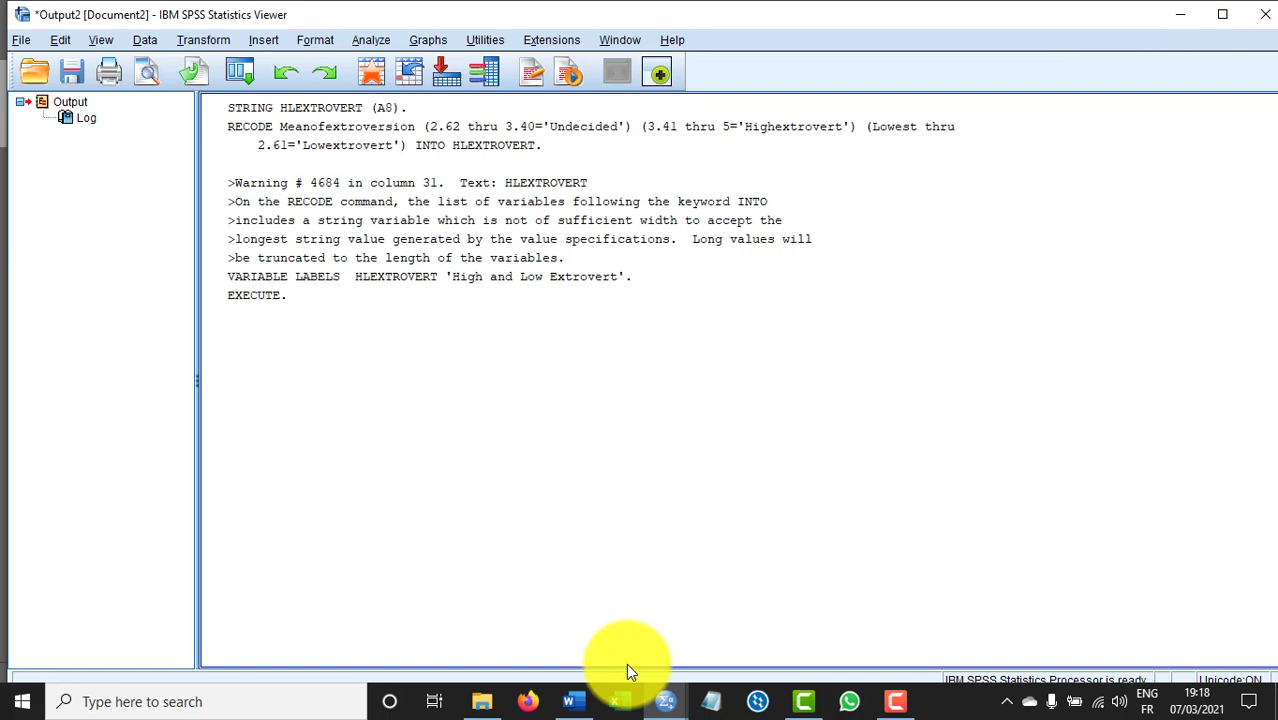 *Output2 [Document2] - IBM SPSS Statistics Viewer
File Edit View Data Transform Insert Format Analyze Graphs Utilities Extensions Window Help
Output
Log
STRING HLEXTROVERT (A8).
RECODE Meanofextroversion (2.62 thru 3.40='Undecided') (3.41 thru 5='Highextrovert') (Lowest thru
2.61='Lowextrovert') INTO HLEXTROVERT.
>Warning # 4684 in column 31. Text: HLEXTROVERT
>On the RECODE command, the list of variables following the keyword INTO
>includes a string variable which is not of sufficient width to accept the
>longest string value generated by the value specifications. Long values will
>be truncated to the length of the variables.
VARIABLE LABELS HLEXTROVERT 'High and Low Extrovert'.
EXECUTE.
IBM SPSS Statistics Processor is ready Unicode:ON
Type here to search
ENG
FR
19:18
07/03/2021